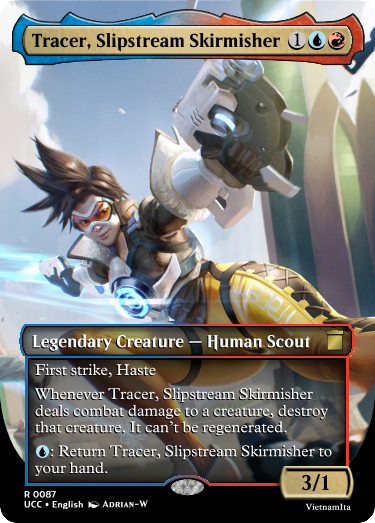 Tracer, Slipstream Skirmisher 1
Legendary Creature — Human Scout
First strike, Haste
Whenever Tracer, Slipstream Skirmisher
deals combat damage to a creature, destroy
that creature. It can't be regenerated.
: Return Tracer, Slipstream Skirmisher to
your hand.
3/1
R 0087
UCC • English Adrian-W
VietnamIta